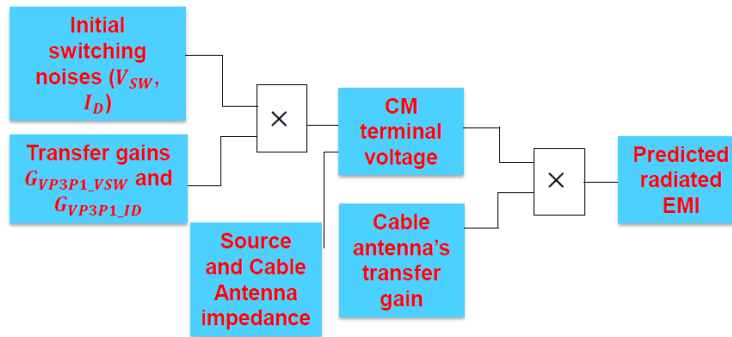 Initial
switching
noises (V_SW,
I_D)
×
CM
terminal
voltage
Transfer gains
G_VP3P1_VSW and
G_VP3P1_ID
×
Predicted
radiated
EMI
Source
and Cable
Antenna
impedance
Cable
antenna's
transfer
gain